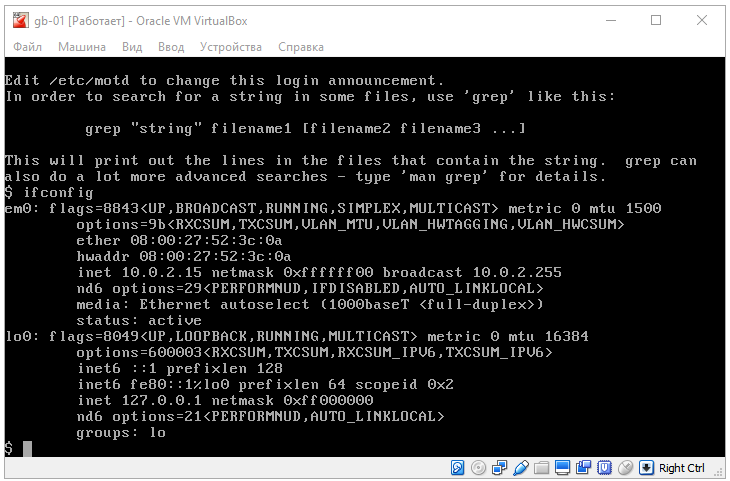 gb-01 [Работает] - Oracle VM VirtualBox
Файл Машина Вид Ввод Устройства Справка
Edit /etc/motd to change this login announcement.
In order to search for a string in some files, use 'grep' like this:
grep "string" filename1 [filename2 filename3 ...]
This will print out the lines in the files that contain the string.  grep can
also do a lot more advanced searches - type 'man grep' for details.
$ ifconfig
em0: flags=8843<UP,BROADCAST,RUNNING,SIMPLEX,MULTICAST> metric 0 mtu 1500
options=9b<RXCSUM,TXCSUM,VLAN_MTU,VLAN_HWTAGGING,VLAN_HWCSUM>
ether 08:00:27:52:3c:0a
hwaddr 08:00:27:52:3c:0a
inet 10.0.2.15 netmask 0xffffff00 broadcast 10.0.2.255
nd6 options=29<PERFORMNUD,IFDISABLED,AUTO_LINKLOCAL>
media: Ethernet autoselect (1000baseT <full-duplex>)
status: active
lo0: flags=8049<UP,LOOPBACK,RUNNING,MULTICAST> metric 0 mtu 16384
options=600003<RXCSUM,TXCSUM,RXCSUM_IPV6,TXCSUM_IPV6>
inet6 ::1 prefixlen 128
inet6 fe80::1%lo0 prefixlen 64 scopeid 0x2
inet 127.0.0.1 netmask 0xff000000
nd6 options=21<PERFORMNUD,AUTO_LINKLOCAL>
groups: lo
$
Right Ctrl